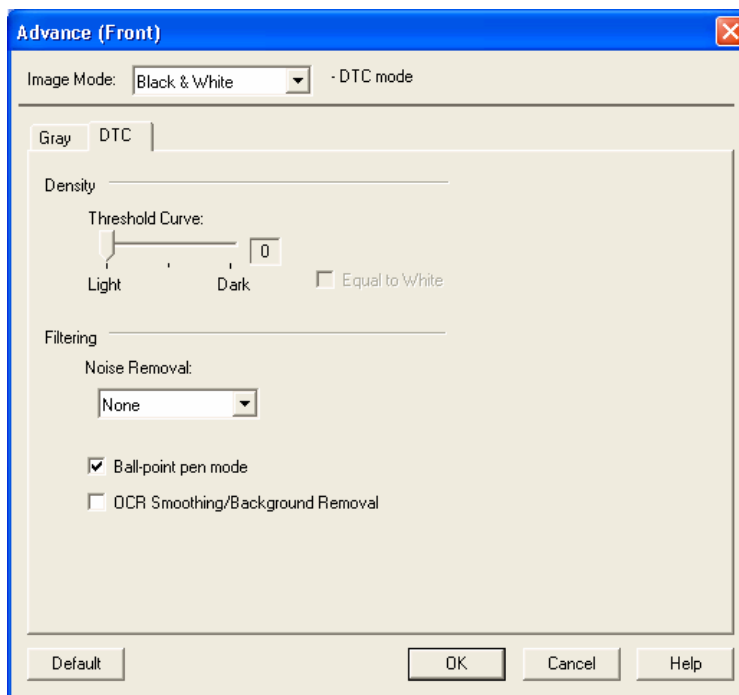 Advance (Front)
Image Mode: Black & White - DTC mode
Gray DTC
Density
Threshold Curve:
0
Light Dark Equal to White
Filtering
Noise Removal:
None
Ball-point pen mode
OCR Smoothing/Background Removal
Default OK Cancel Help